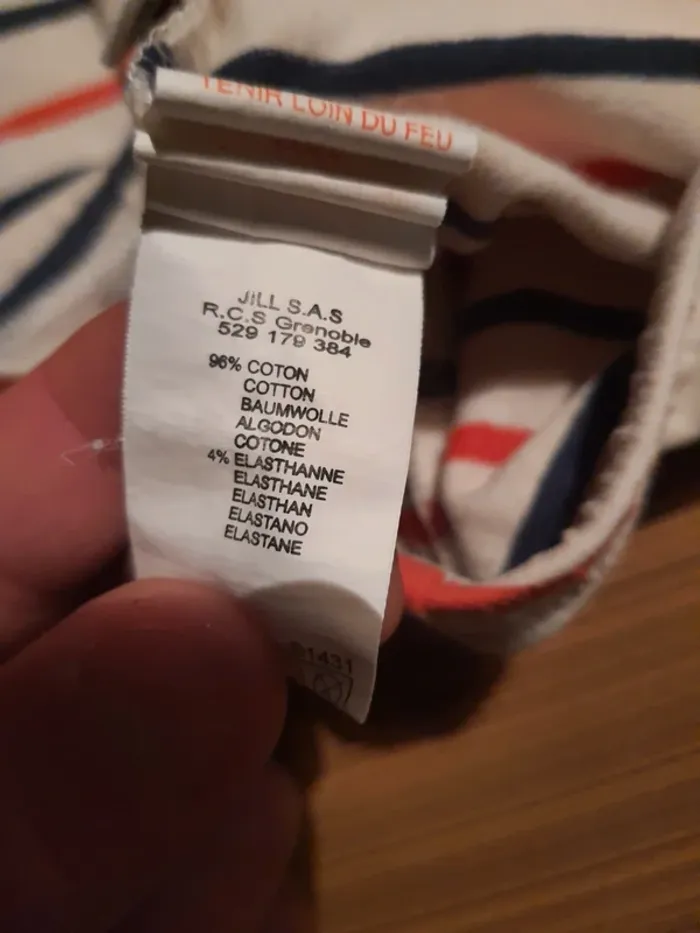 TENIR LOIN DU FEU
JILL S.A.S
R.C.S Grenoble
529 179 384
96% COTON
COTTON
BAUMWOLLE
ALGODON
COTONE
4% ELASTHANNE
ELASTHANE
ELASTHAN
ELASTANO
ELASTANE